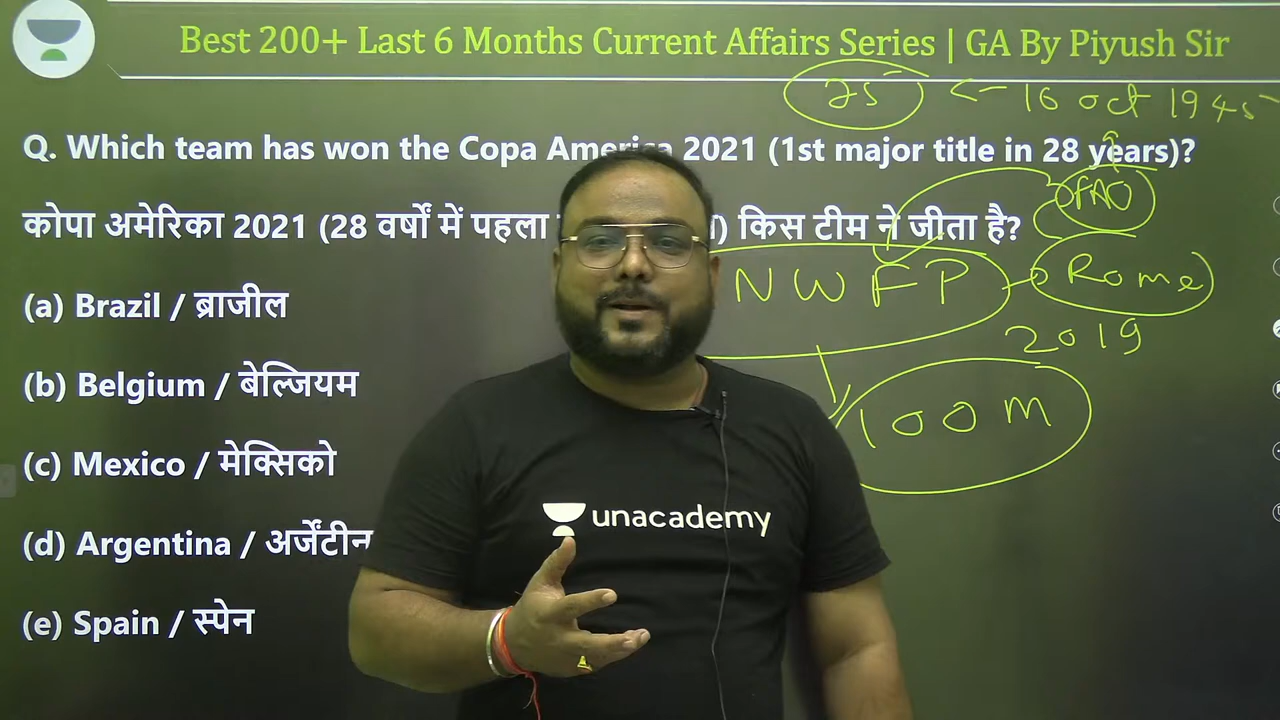 Best 200+ Last 6 Months Current Affairs Series | GA By Piyush Sir
75 ← 16 oct 1945
Q. Which team has won the Copa America 2021 (1st major title in 28 years)?
FAO
कोपा अमेरिका 2021 (28 वर्षों में पहला किस टीम ने जीता है?
NWFP
Rome
(a) Brazil / ब्राजील
2019
(b) Belgium / बेल्जियम
100 m
(c) Mexico / मेक्सिको
unacademy
(d) Argentina / अर्जेंटीन
(e) Spain / स्पेन